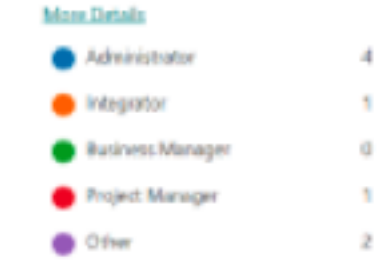 More Details
Administrator 4
Integrator 1
Business Manager 0
Project Manager 1
Other 2